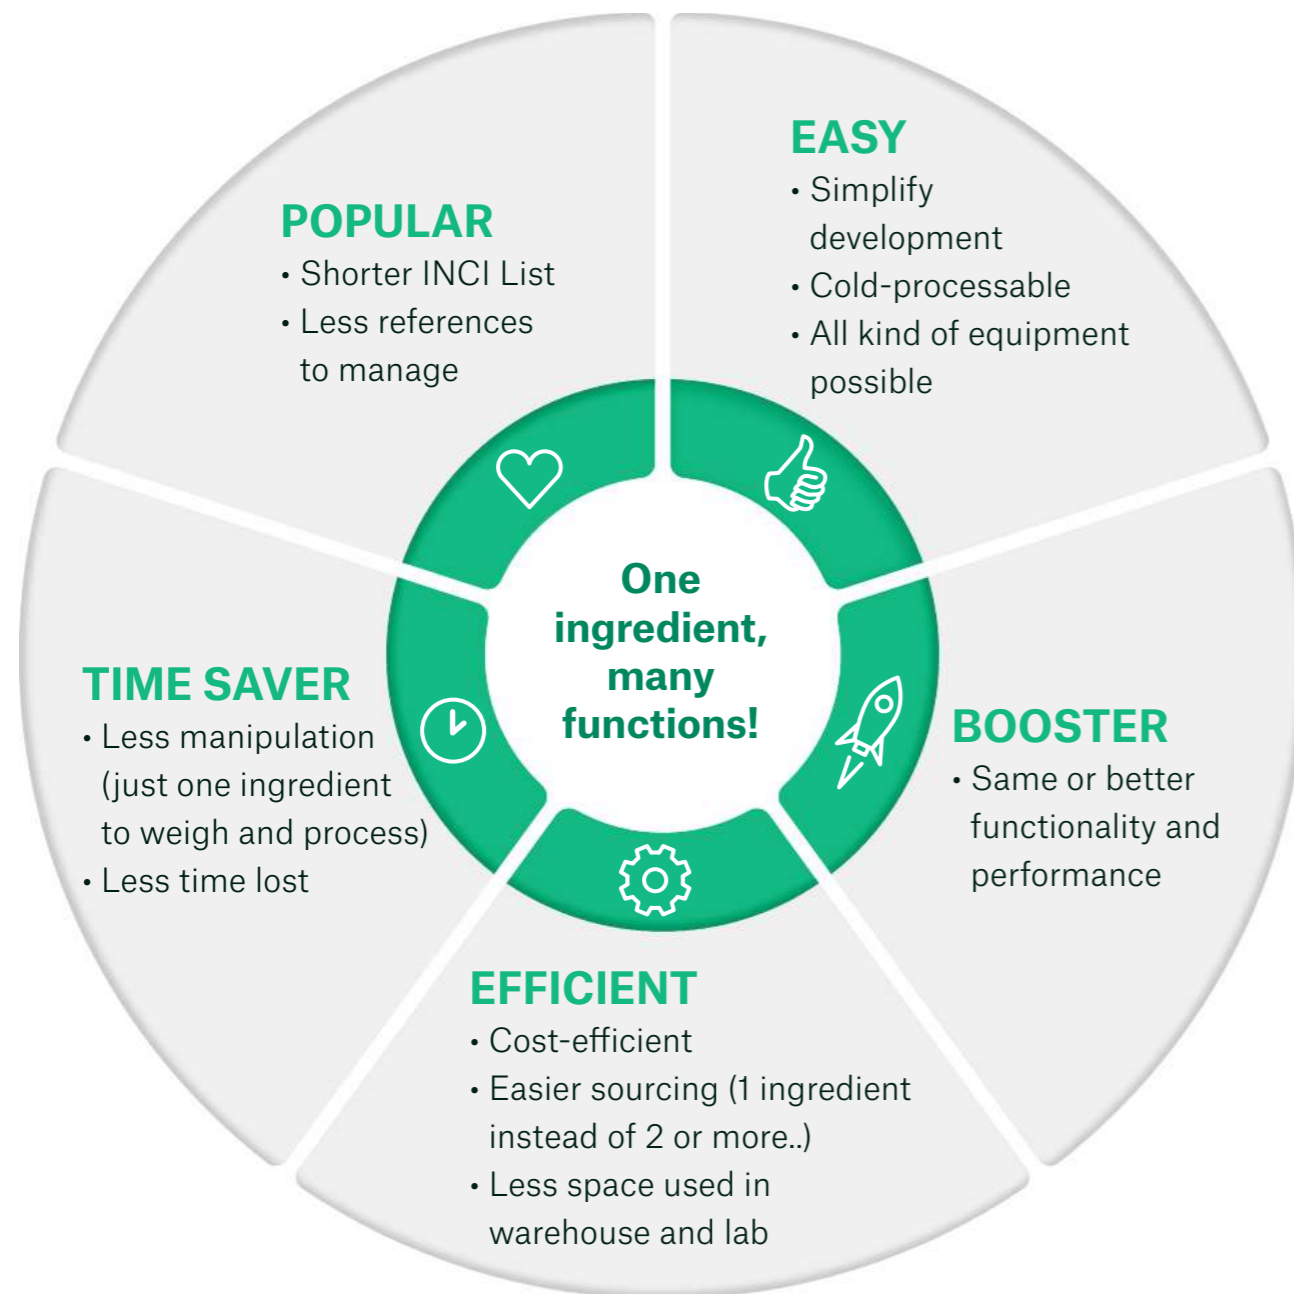 POPULAR
• Shorter INCI List
• Less references
to manage
EASY
• Simplify
development
• Cold-processable
• All kind of equipment
possible
One
ingredient,
many
functions!
TIME SAVER
• Less manipulation
(just one ingredient
to weigh and process)
• Less time lost
BOOSTER
• Same or better
functionality and
performance
EFFICIENT
• Cost-efficient
• Easier sourcing (1 ingredient
instead of 2 or more..)
• Less space used in
warehouse and lab